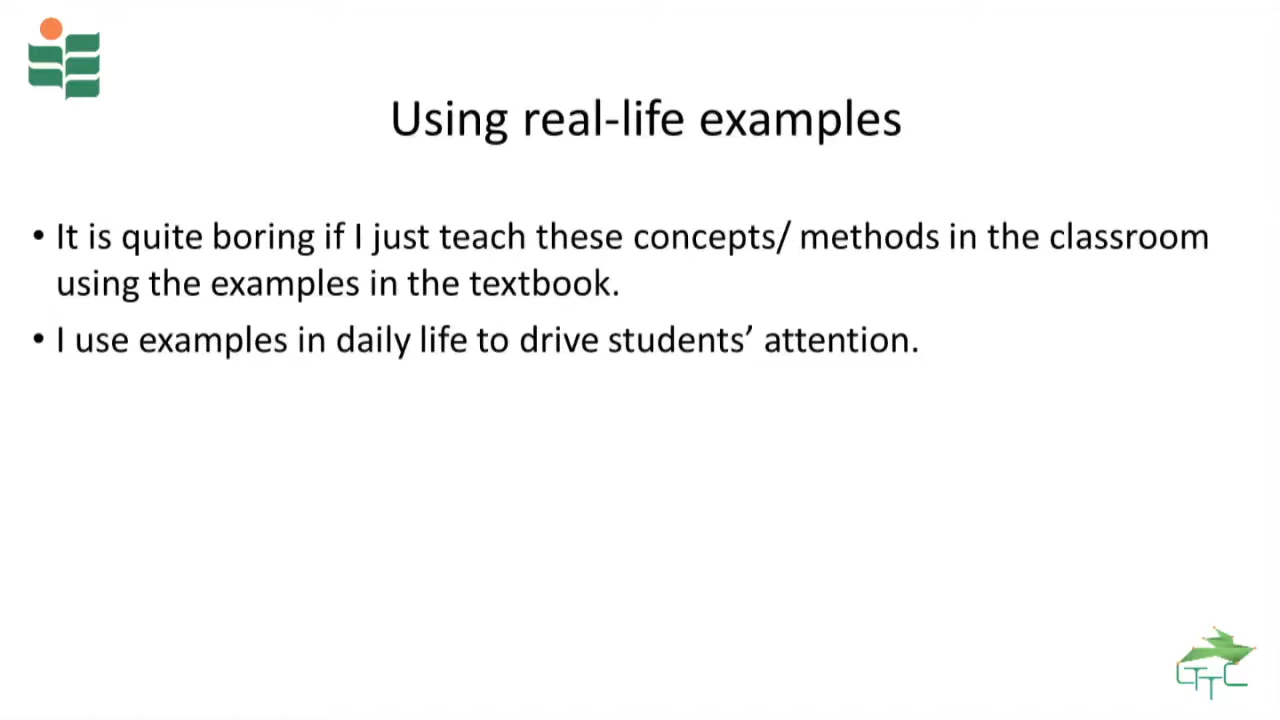 Using real-life examples
• It is quite boring if I just teach these concepts/ methods in the classroom
using the examples in the textbook.
• I use examples in daily life to drive students’ attention.
CTTC